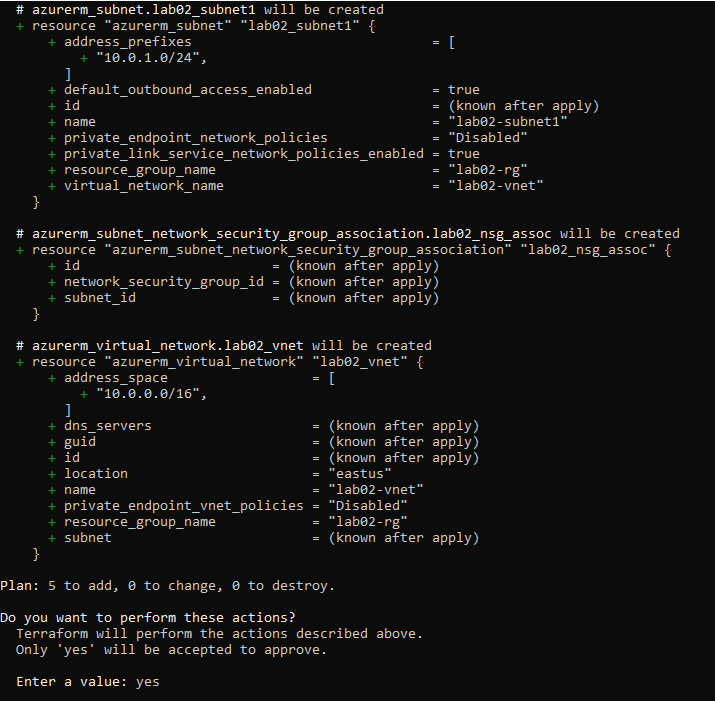 # azurerm_subnet.lab02_subnet1 will be created
+ resource "azurerm_subnet" "lab02_subnet1" {
+ address_prefixes = [
+ "10.0.1.0/24",
]
+ default_outbound_access_enabled = true
+ id = (known after apply)
+ name = "lab02-subnet1"
+ private_endpoint_network_policies = "Disabled"
+ private_link_service_network_policies_enabled = true
+ resource_group_name = "lab02-rg"
+ virtual_network_name = "lab02-vnet"
}
# azurerm_subnet_network_security_group_association.lab02_nsg_assoc will be created
+ resource "azurerm_subnet_network_security_group_association" "lab02_nsg_assoc" {
+ id = (known after apply)
+ network_security_group_id = (known after apply)
+ subnet_id = (known after apply)
}
# azurerm_virtual_network.lab02_vnet will be created
+ resource "azurerm_virtual_network" "lab02_vnet" {
+ address_space = [
+ "10.0.0.0/16",
]
+ dns_servers = (known after apply)
+ guid = (known after apply)
+ id = (known after apply)
+ location = "eastus"
+ name = "lab02-vnet"
+ private_endpoint_vnet_policies = "Disabled"
+ resource_group_name = "lab02-rg"
+ subnet = (known after apply)
}
Plan: 5 to add, 0 to change, 0 to destroy.
Do you want to perform these actions?
Terraform will perform the actions described above.
Only 'yes' will be accepted to approve.
Enter a value: yes